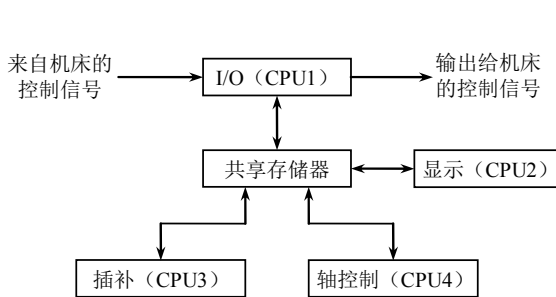 来自机床的
控制信号
I/O（CPU1）
输出给机床
的控制信号
共享存储器
显示（CPU2）
插补（CPU3）
轴控制（CPU4）